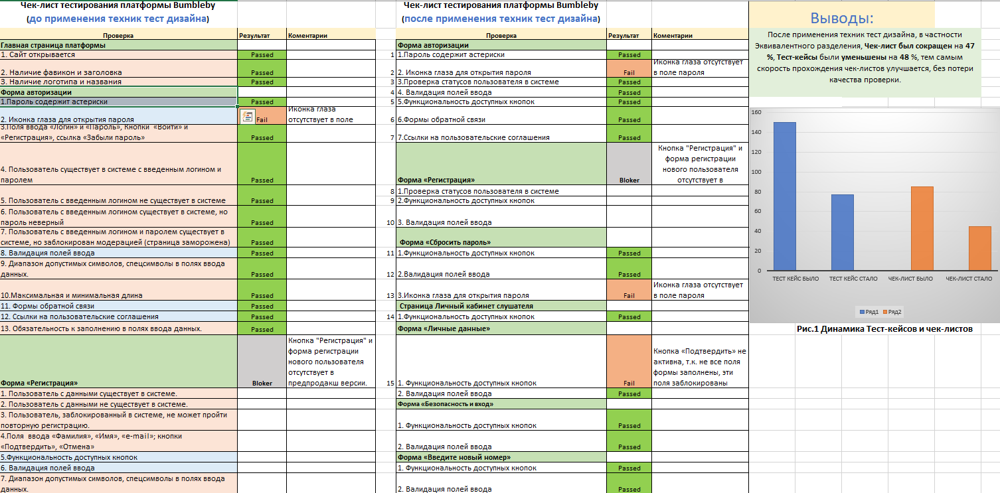 Чек-лист тестирования платформы Bumbleby
(до применения техник тест дизайна)
Проверка Результат Коментарии
Главная страница платформы
1. Сайт открывается Passed
2. Наличие фавикон и заголовка Passed
3. Наличие логотипа и названия Passed
Форма авторизации
1.Пароль содержит астериски Passed
2. Иконка глаза для открытия пароля Fail
Иконка глаза
отсутствует в поле
3.Поля ввода «Логин» и «Пароль», Кнопки «Войти» и
«Регистрация», ссылка «Забыли пароль» Passed
4. Пользователь существует в системе с введенным логином и
паролем Passed
5. Пользователь с введенным логином не существует в системе Passed
6. Пользователь с введенным логином существует в системе, но
пароль неверный Passed
7. Пользователь с введенным логином и паролем существует в
системе, но заблокирован модерацией (страница заморожена) Passed
8. Валидация полей ввода Passed
9. Диапазон допустимых символов, спецсимволы в полях ввода
данных. Passed
10.Максимальная и минимальная длина Passed
11. Формы обратной связи Passed
12. Ссылки на пользовательские соглашения Passed
13. Обязательность к заполнению в полях ввода данных. Passed
Форма «Регистрация» Bloker
Кнопка "Регистрация" и
форма регистрации
нового пользователя
отсутствует в
предпродакш версии.
1. Пользователь с данными существует в системе.
2. Пользователь с данными не существует в системе.
3. Пользователь, заблокированный в системе, не может пройти
повторную регистрацию.
4.Поля ввода «Фамилия», «Имя», «e-mail»; кнопки
«Подтвердить», «Отмена»
5.Функциональность доступных кнопок
6. Валидация полей ввода
7. Диапазон допустимых символов, спецсимволы в полях ввода
данных.
Чек-лист тестирования платформы Bumbleby
(после применения техник тест дизайна)
Проверка Результат Коментарии
Форма авторизации
1 1.Пароль содержит астериски Passed
2 2. Иконка глаза для открытия пароля Fail
Иконка глаза отсутствует
в поле пароля
3 3.Проверка статусов пользователя в системе Passed
4 4. Валидация полей ввода Passed
5 5.Функциональность доступных кнопок Passed
6 6.Формы обратной связи Passed
7 7.Ссылки на пользовательские соглашения Passed
Форма «Регистрация» Bloker
Кнопка "Регистрация" и
форма регистрации
нового пользователя
отсутствует в
8 1.Проверка статусов пользователя в системе
9 2.Функциональность доступных кнопок
10 3. Валидация полей ввода
Форма «Сбросить пароль»
11 1.Функциональность доступных кнопок Passed
12 2.Валидация полей ввода Passed
13 3.Иконка глаза для открытия пароля Fail
Иконка глаза отсутствует
в поле пароля
Страница Личный кабинет слушателя
14 1.Функциональность доступных кнопок Passed
Форма «Личные данные»
15 1. Функциональность доступных кнопок Fail
Кнопка «Подтвердить» не
активна, т.к. не все поля
формы заполнены, эти
поля заблокированы
2. Валидация полей ввода Passed
Форма «Безопасность и вход»
1. Функциональность доступных кнопок Passed
2. Валидация полей ввода Passed
Форма «Введите новый номер»
1. Функциональность доступных кнопок Passed
2. Валидация полей ввода Passed
Выводы:
После применения техник тест дизайна, в частности
Эквивалентного разделения, Чек-лист был сокращен на 47
%, Тест-кейсы были уменьшены на 48 %, тем самым
скорость прохождения чек-листов улучшается, без потери
качества проверки.
160
140
120
100
80
60
40
20
0
ТЕСТ КЕЙС БЫЛО ТЕСТ КЕЙС СТАЛО ЧЕК-ЛИСТ БЫЛО ЧЕК-ЛИСТ СТАЛО
Ряд1 Ряд2
Рис.1 Динамика Тест-кейсов и чек-листов